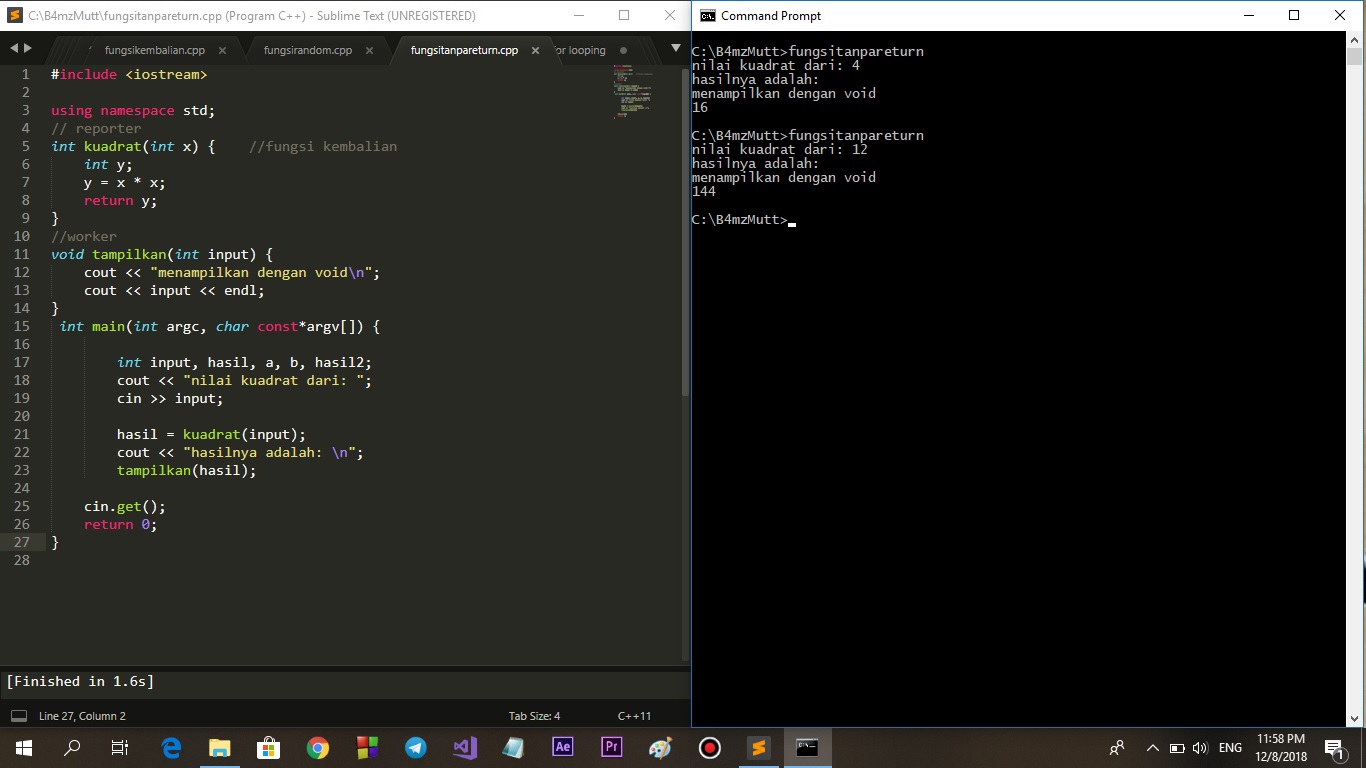 C:\B4mzMutt\fungsitanpareturn.cpp (Program C++) - Sublime Text (UNREGISTERED)
fungsikembalian.cpp
fungsirandom.cpp
fungsitanpareturn.cpp
for looping
1 #include <iostream>
2
3 using namespace std;
4 // reporter
5 int kuadrat(int x) {    //fungsi kembalian
6     int y;
7     y = x * x;
8     return y;
9 }
10 //worker
11 void tampilkan(int input) {
12     cout << "menampilkan dengan void\n";
13     cout << input << endl;
14 }
15  int main(int argc, char const*argv[]) {
16
17         int input, hasil, a, b, hasil2;
18         cout << "nilai kuadrat dari: ";
19         cin >> input;
20
21         hasil = kuadrat(input);
22         cout << "hasilnya adalah: \n";
23         tampilkan(hasil);
24
25     cin.get();
26     return 0;
27 }
28
[Finished in 1.6s]
Line 27, Column 2
Tab Size: 4
C++11
Command Prompt
C:\B4mzMutt>fungsitanpareturn
nilai kuadrat dari: 4
hasilnya adalah:
menampilkan dengan void
16
C:\B4mzMutt>fungsitanpareturn
nilai kuadrat dari: 12
hasilnya adalah:
menampilkan dengan void
144
C:\B4mzMutt>
Ae
Pr
ENG
11:58 PM
12/8/2018
1